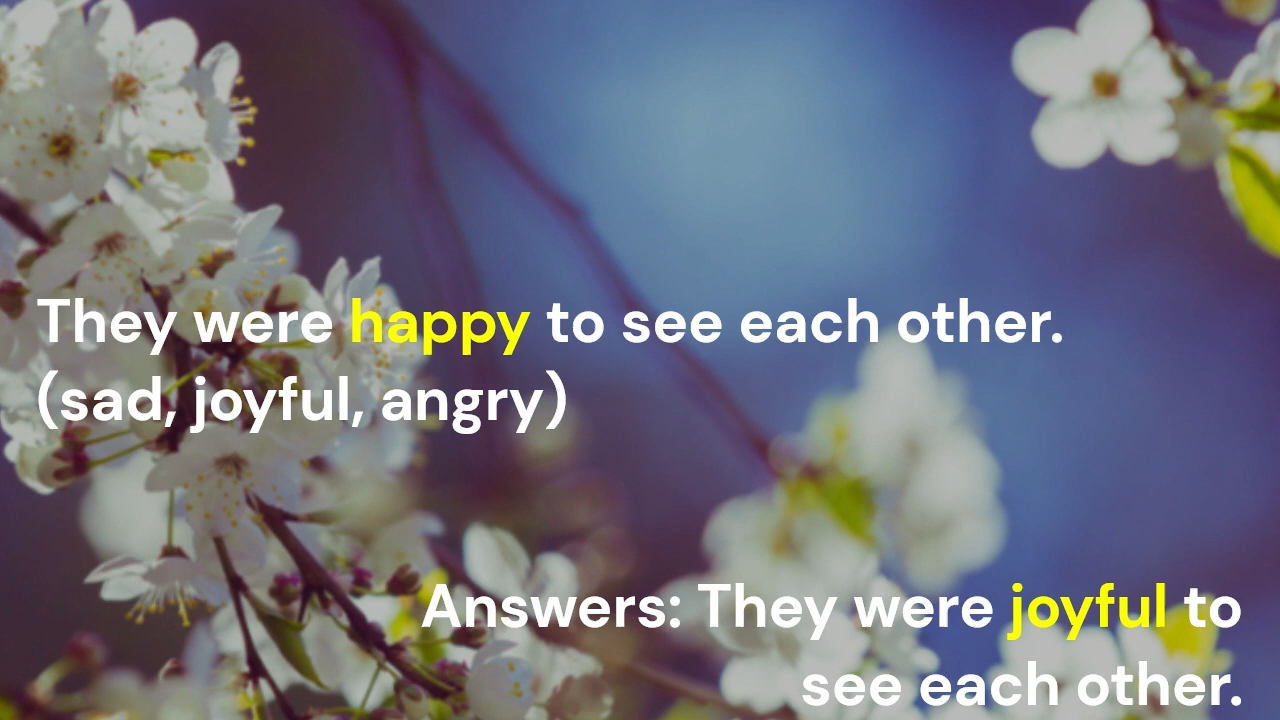 They were happy to see each other.
(sad, joyful, angry)
Answers: They were joyful to
see each other.